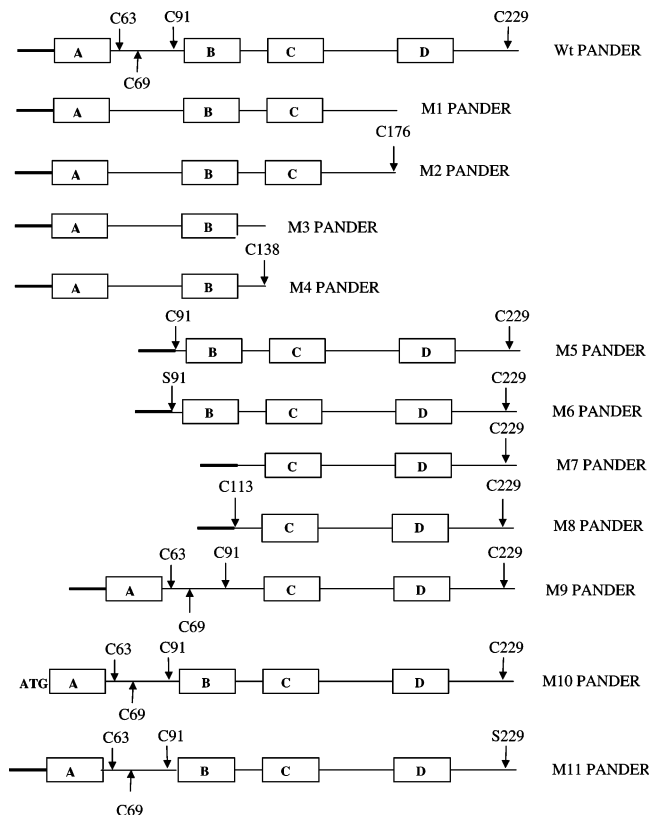 C63 C91 C229
A B C D Wt PANDER
C69
A B C M1 PANDER
C176
A B C M2 PANDER
A B M3 PANDER
C138
A B M4 PANDER
C91 C229
B C D M5 PANDER
S91 C229
B C D M6 PANDER
C229
C D M7 PANDER
C113 C229
C D M8 PANDER
C63 C91 C229
A C D M9 PANDER
C69
C63 C91 C229
ATG A B C D M10 PANDER
C69
C63 C91 S229
A B C D M11 PANDER
C69